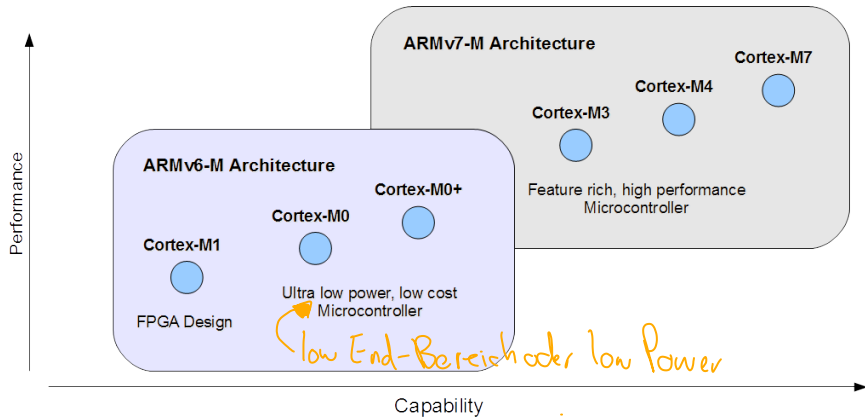 ARMv7-M Architecture
Cortex-M7
Cortex-M4
Cortex-M3
Feature rich, high performance
Microcontroller
ARMv6-M Architecture
Cortex-M0+
Cortex-M0
Cortex-M1
Ultra low power, low cost
Microcontroller
FPGA Design
low End-Bereich oder low Power
Performance
Capability